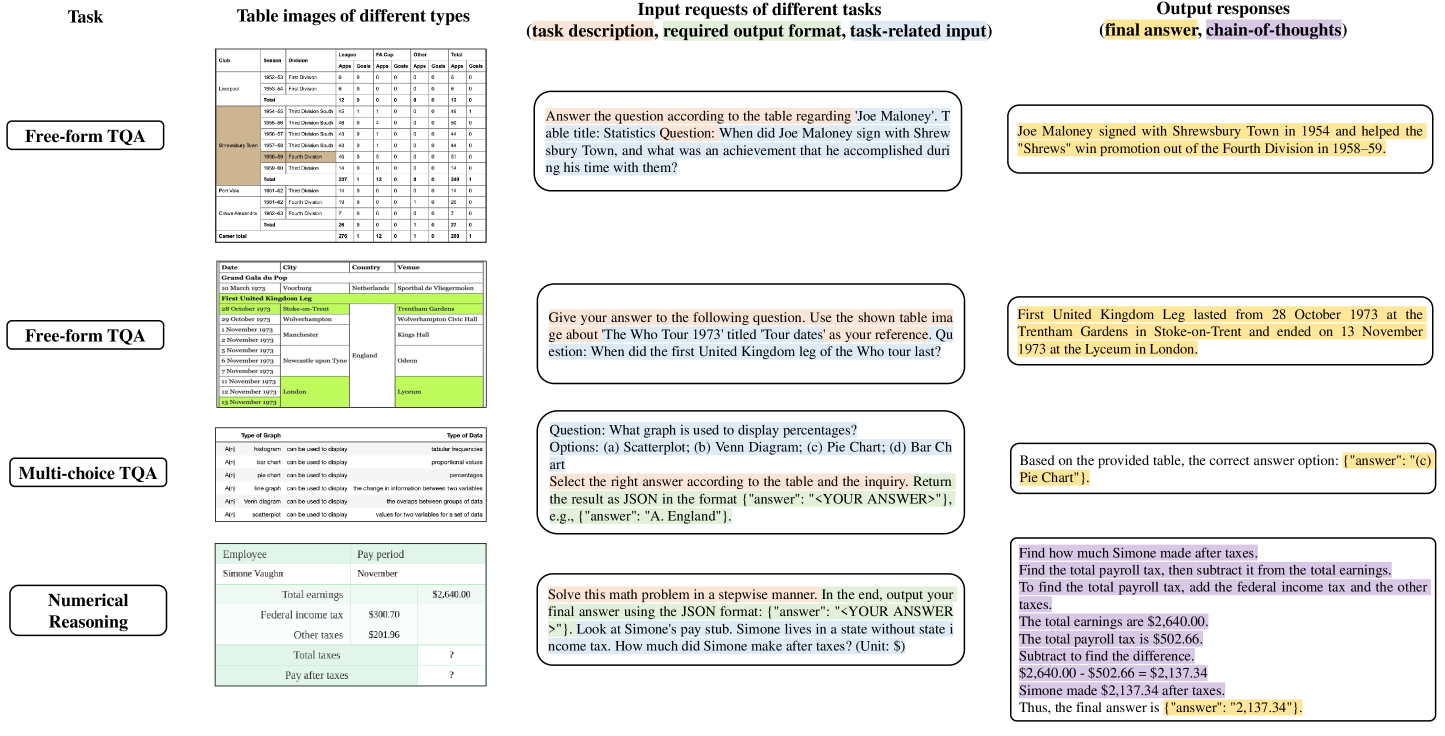 Task
Table images of different types
Input requests of different tasks
(task description, required output format, task-related input)
Output responses
(final answer, chain-of-thoughts)
Free-form TQA
Club Season Division League FA Cup Other Total
Apps Goals Apps Goals Apps Goals Apps Goals
Liverpool 1952–53 First Division 6 0 0 0 0 0 6 0
1953–54 First Division 6 0 0 0 0 0 6 0
Total 12 0 0 0 0 0 12 0
Shrewsbury Town 1954–55 Third Division South 45 1 1 0 0 0 46 1
1955–56 Third Division South 46 0 4 0 0 0 50 0
1956–57 Third Division South 43 0 1 0 0 0 44 0
1957–58 Third Division South 43 0 1 0 0 0 44 0
1958–59 Fourth Division 46 0 5 0 0 0 51 0
1959–60 Third Division 14 0 0 0 0 0 14 0
Total 237 1 12 0 0 0 249 1
Port Vale 1961–62 Third Division 14 0 0 0 0 0 14 0
Crewe Alexandra 1961–62 Fourth Division 19 0 0 0 1 0 20 0
1962–63 Fourth Division 7 0 0 0 0 0 7 0
Total 26 0 0 0 1 0 27 0
Career total 276 1 12 0 1 0 289 1
Answer the question according to the table regarding 'Joe Maloney'. T
able title: Statistics Question: When did Joe Maloney sign with Shrew
sbury Town, and what was an achievement that he accomplished duri
ng his time with them?
Joe Maloney signed with Shrewsbury Town in 1954 and helped the
"Shrews" win promotion out of the Fourth Division in 1958–59.
Free-form TQA
Date City Country Venue
Grand Gala du Pop
10 March 1973 Voorburg Netherlands Sporthal de Vliegermolen
First United Kingdom Leg
28 October 1973 Stoke-on-Trent England Trentham Gardens
29 October 1973 Wolverhampton Wolverhampton Civic Hall
1 November 1973 Manchester Kings Hall
2 November 1973
5 November 1973 Newcastle upon Tyne Odeon
6 November 1973
7 November 1973
11 November 1973 London Lyceum
12 November 1973
13 November 1973
Give your answer to the following question. Use the shown table ima
ge about 'The Who Tour 1973' titled 'Tour dates' as your reference. Qu
estion: When did the first United Kingdom leg of the Who tour last?
First United Kingdom Leg lasted from 28 October 1973 at the
Trentham Gardens in Stoke-on-Trent and ended on 13 November
1973 at the Lyceum in London.
Multi-choice TQA
Type of Graph Type of Data
A(n) histogram can be used to display tabular frequencies
A(n) bar chart can be used to display proportional values
A(n) pie chart can be used to display percentages
A(n) line graph can be used to display the change in information between two variables
A(n) Venn diagram can be used to display the ovelaps between groups of data
A(n) scatterplot can be used to display values for two variables for a set of data
Question: What graph is used to display percentages?
Options: (a) Scatterplot; (b) Venn Diagram; (c) Pie Chart; (d) Bar Ch
art
Select the right answer according to the table and the inquiry. Return
the result as JSON in the format {"answer": "<YOUR ANSWER>"},
e.g., {"answer": "A. England"}.
Based on the provided table, the correct answer option: {"answer": "(c)
Pie Chart"}.
Numerical
Reasoning
Employee Pay period
Simone Vaughn November
Total earnings $2,640.00
Federal income tax $300.70
Other taxes $201.96
Total taxes ?
Pay after taxes ?
Solve this math problem in a stepwise manner. In the end, output your
final answer using the JSON format: {"answer": "<YOUR ANSWER
>"}. Look at Simone's pay stub. Simone lives in a state without state i
ncome tax. How much did Simone make after taxes? (Unit: $)
Find how much Simone made after taxes.
Find the total payroll tax, then subtract it from the total earnings.
To find the total payroll tax, add the federal income tax and the other
taxes.
The total earnings are $2,640.00.
The total payroll tax is $502.66.
Subtract to find the difference.
$2,640.00 - $502.66 = $2,137.34
Simone made $2,137.34 after taxes.
Thus, the final answer is {"answer": "2,137.34"}.